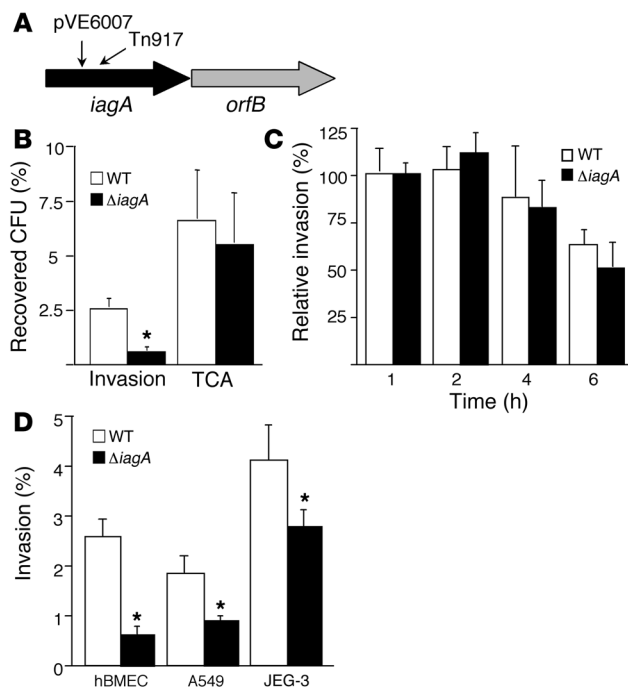 A
pVE6007
Tn917
iagA
orfB
B
Recovered CFU (%)
10
7.5
5
2.5
WT
ΔiagA
*
Invasion
TCA
C
Relative invasion (%)
125
100
75
50
25
WT
ΔiagA
1
2
4
6
Time (h)
D
Invasion (%)
5
4
3
2
1
0
WT
ΔiagA
*
*
*
hBMEC
A549
JEG-3